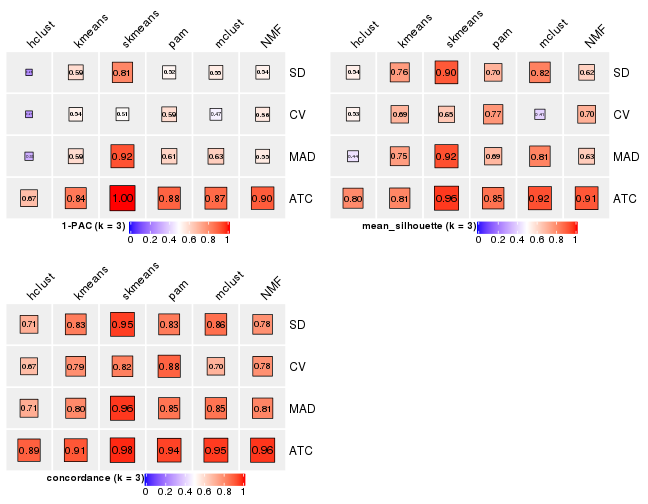 hclust kmeans skmeans pam mclust NMF
0.59 0.81 0.52 0.55 0.54 SD
0.54 0.51 0.59 0.47 0.56 CV
0.59 0.92 0.61 0.63 0.55 MAD
0.67 0.84 1.00 0.88 0.87 0.90 ATC
1-PAC (k = 3)
0 0.2 0.4 0.6 0.8 1
hclust kmeans skmeans pam mclust NMF
0.54 0.76 0.90 0.70 0.82 0.62 SD
0.53 0.69 0.65 0.77 0.41 0.70 CV
0.44 0.75 0.92 0.69 0.81 0.63 MAD
0.80 0.81 0.96 0.85 0.92 0.91 ATC
mean_silhouette (k = 3)
0 0.2 0.4 0.6 0.8 1
hclust kmeans skmeans pam mclust NMF
0.71 0.83 0.95 0.83 0.86 0.78 SD
0.67 0.79 0.82 0.88 0.70 0.78 CV
0.71 0.80 0.96 0.85 0.85 0.81 MAD
0.89 0.91 0.98 0.94 0.95 0.96 ATC
concordance (k = 3)
0 0.2 0.4 0.6 0.8 1